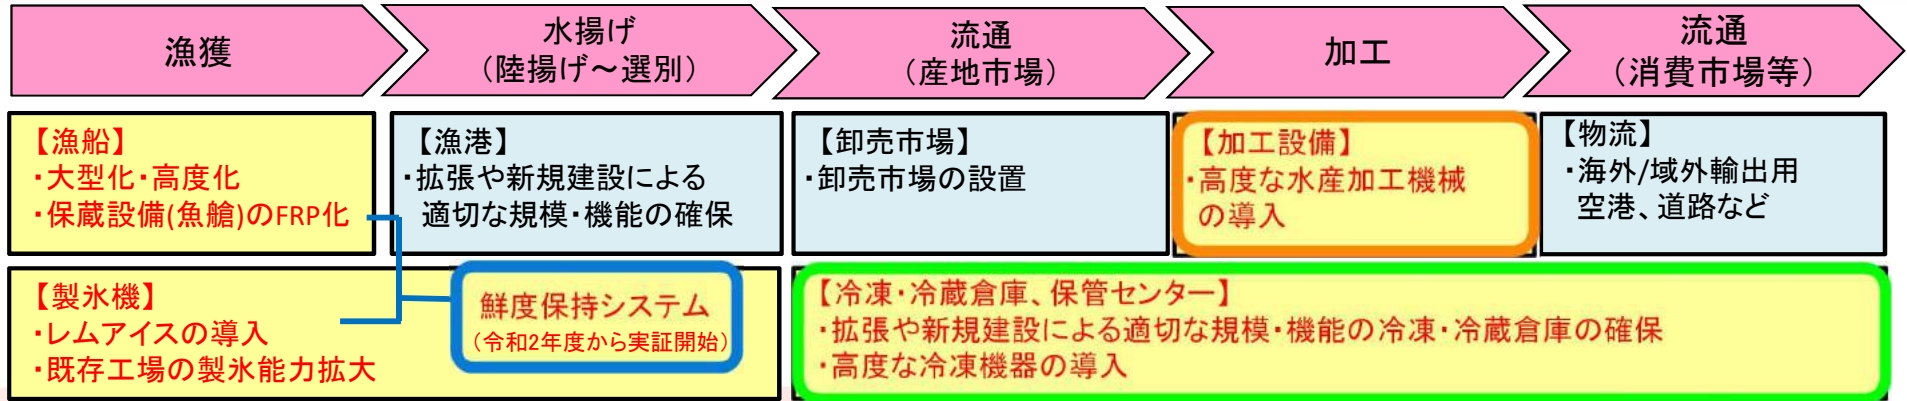 漁獲
水揚げ
（陸揚げ～選別）
流通
（産地市場）
加工
流通
（消費市場等）
【漁船】
・大型化・高度化
・保蔵設備(魚艙)のFRP化
【漁港】
・拡張や新規建設による
適切な規模・機能の確保
【卸売市場】
・卸売市場の設置
【加工設備】
・高度な水産加工機械
の導入
【物流】
・海外/域外輸出用
空港、道路など
【製氷機】
・レムアイスの導入
・既存工場の製氷能力拡大
鮮度保持システム
（令和2年度から実証開始）
【冷凍・冷蔵倉庫、保管センター】
・拡張や新規建設による適切な規模・機能の冷凍・冷蔵倉庫の確保
・高度な冷凍機器の導入